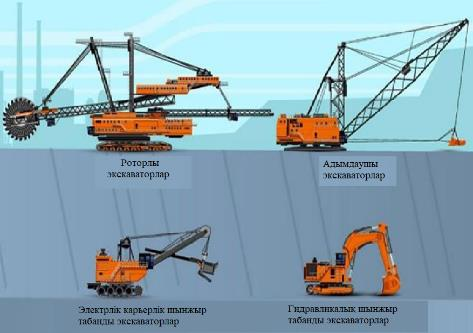 Роторлы
экскаваторлар
Адымдаушы
экскаваторлар
Электрлік карьерлік шынжыр
табанды экскаваторлар
Гидравликалық шынжыр
табанды экскаваторлар